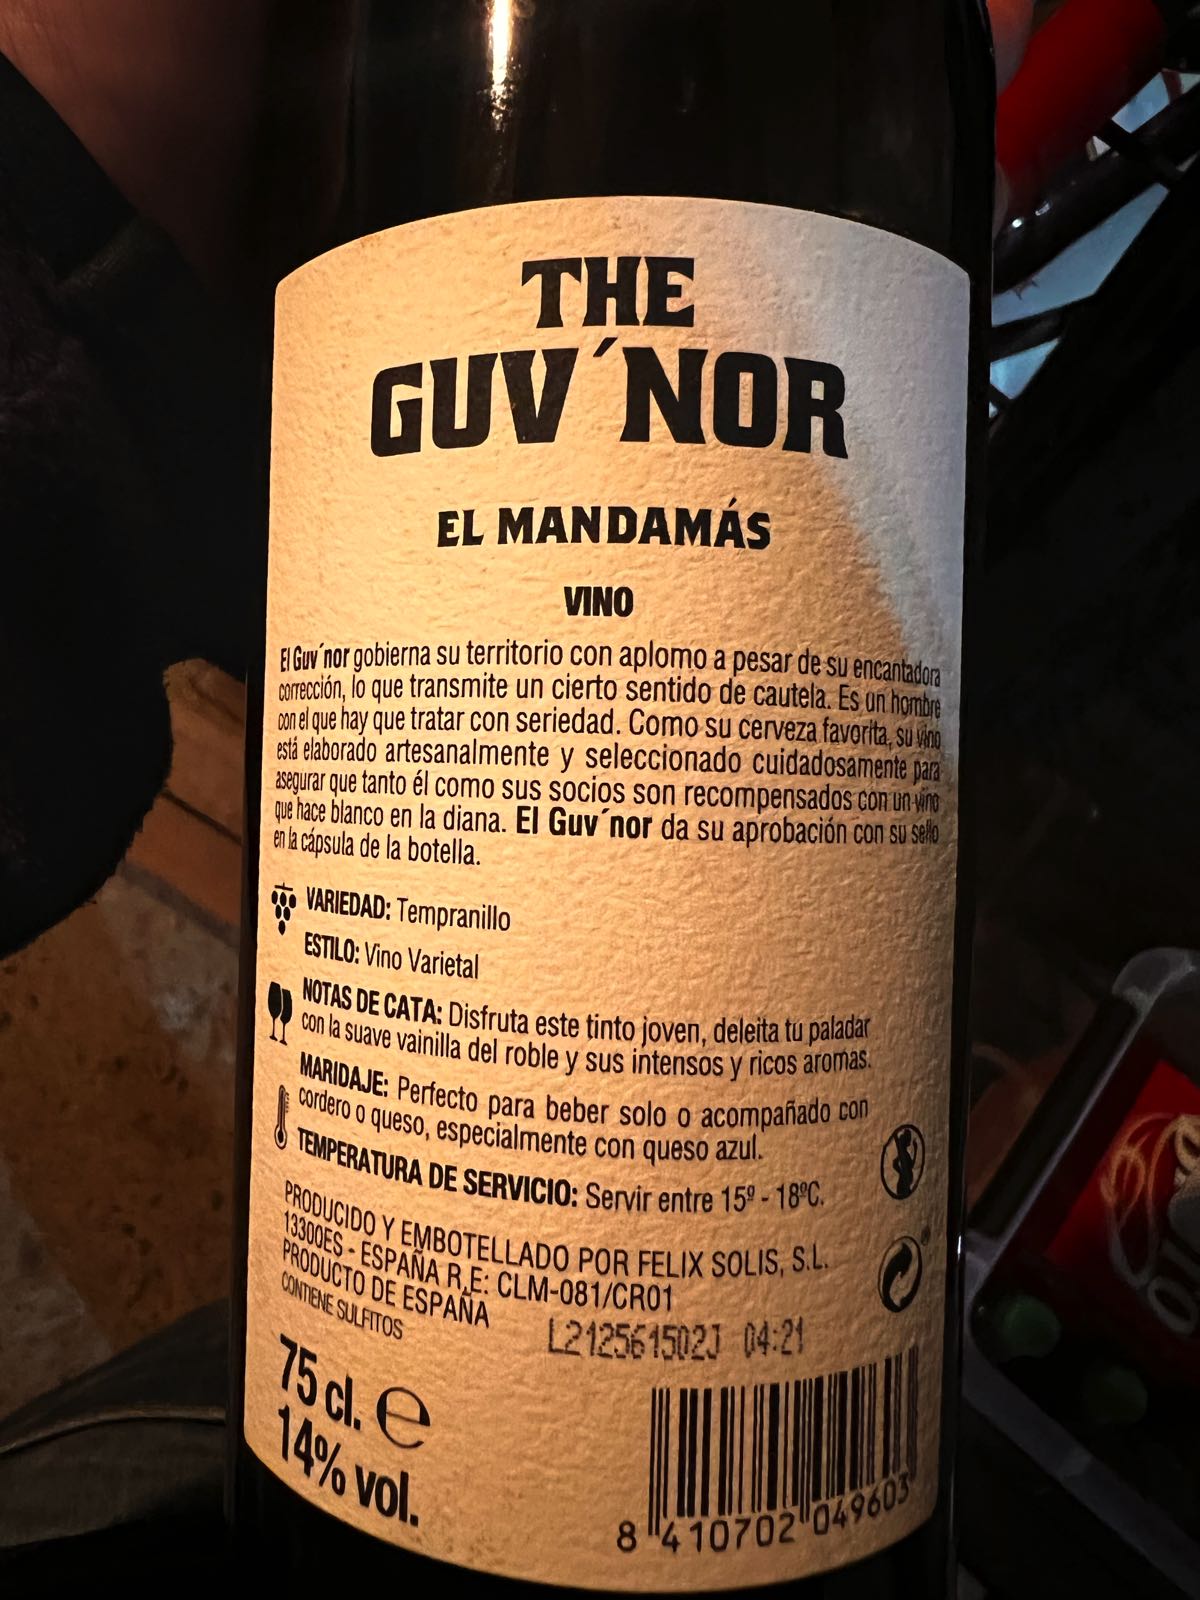 THE
GUV´NOR
EL MANDAMÁS
VINO
El Guv´nor gobierna su territorio con aplomo a pesar de su encantadora
corrección, lo que transmite un cierto sentido de cautela. Es un hombre
con el que hay que tratar con seriedad. Como su cerveza favorita, su vino
está elaborado artesanalmente y seleccionado cuidadosamente para
asegurar que tanto él como sus socios son recompensados con un vino
que hace blanco en la diana. El Guv´nor da su aprobación con su sello
en la cápsula de la botella.
VARIEDAD: Tempranillo
ESTILO: Vino Varietal
NOTAS DE CATA: Disfruta este tinto joven, deleita tu paladar
con la suave vainilla del roble y sus intensos y ricos aromas.
MARIDAJE: Perfecto para beber solo o acompañado con
cordero o queso, especialmente con queso azul.
TEMPERATURA DE SERVICIO: Servir entre 15º - 18ºC.
PRODUCIDO Y EMBOTELLADO POR FELIX SOLIS, S.L.
13300ES - ESPAÑA R.E: CLM-081/CR01
PRODUCTO DE ESPAÑA
CONTIENE SULFITOS
L212561502J 04:21
75 cl. e
14% vol.
8 410702 049603